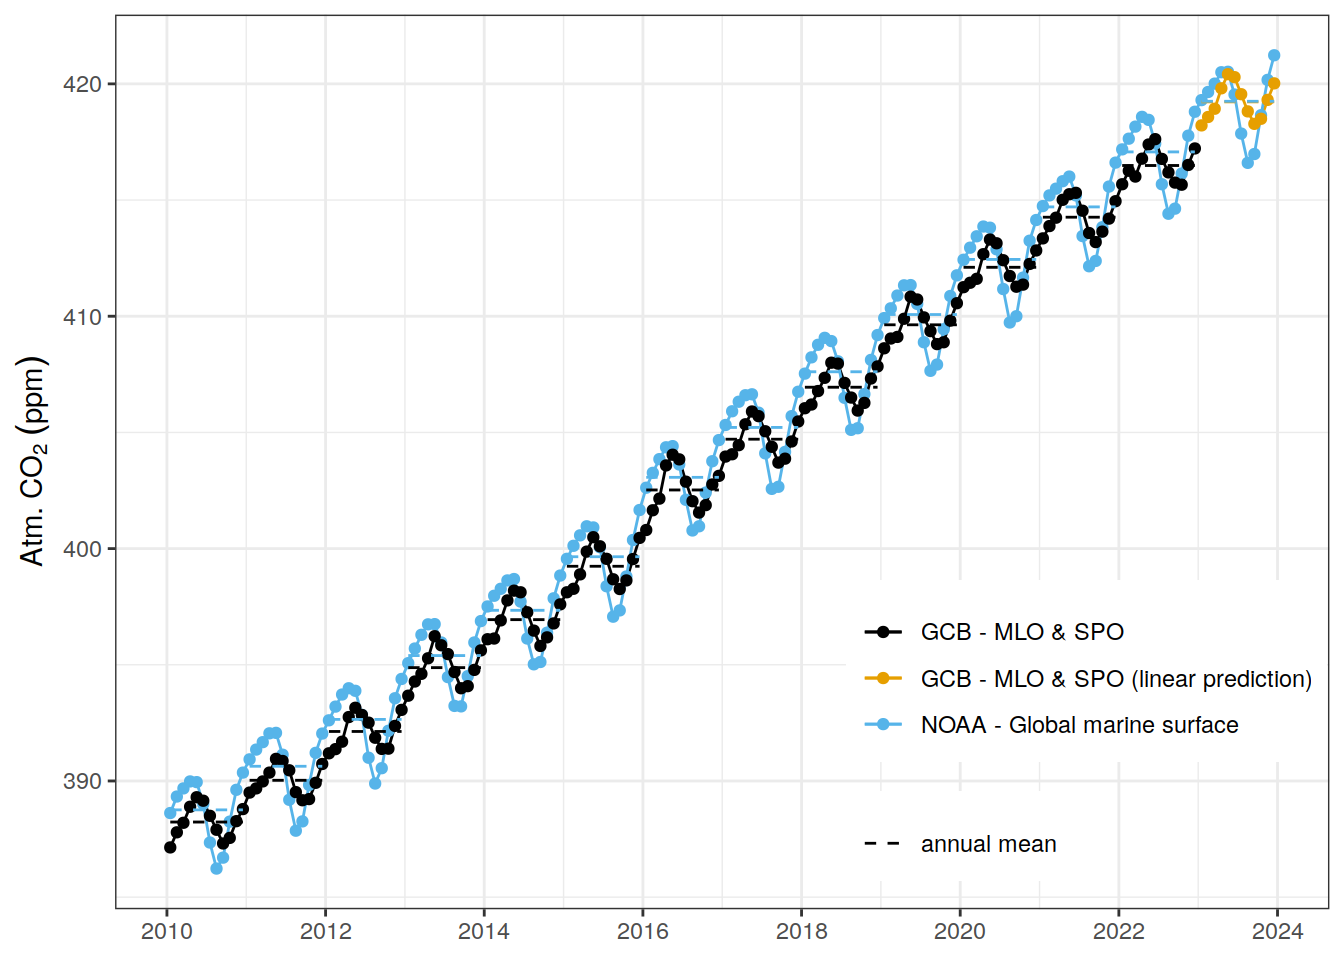 420
410
400
390
Atm. CO₂ (ppm)
GCB - MLO & SPO
GCB - MLO & SPO (linear prediction)
NOAA - Global marine surface
annual mean
2010 2012 2014 2016 2018 2020 2022 2024